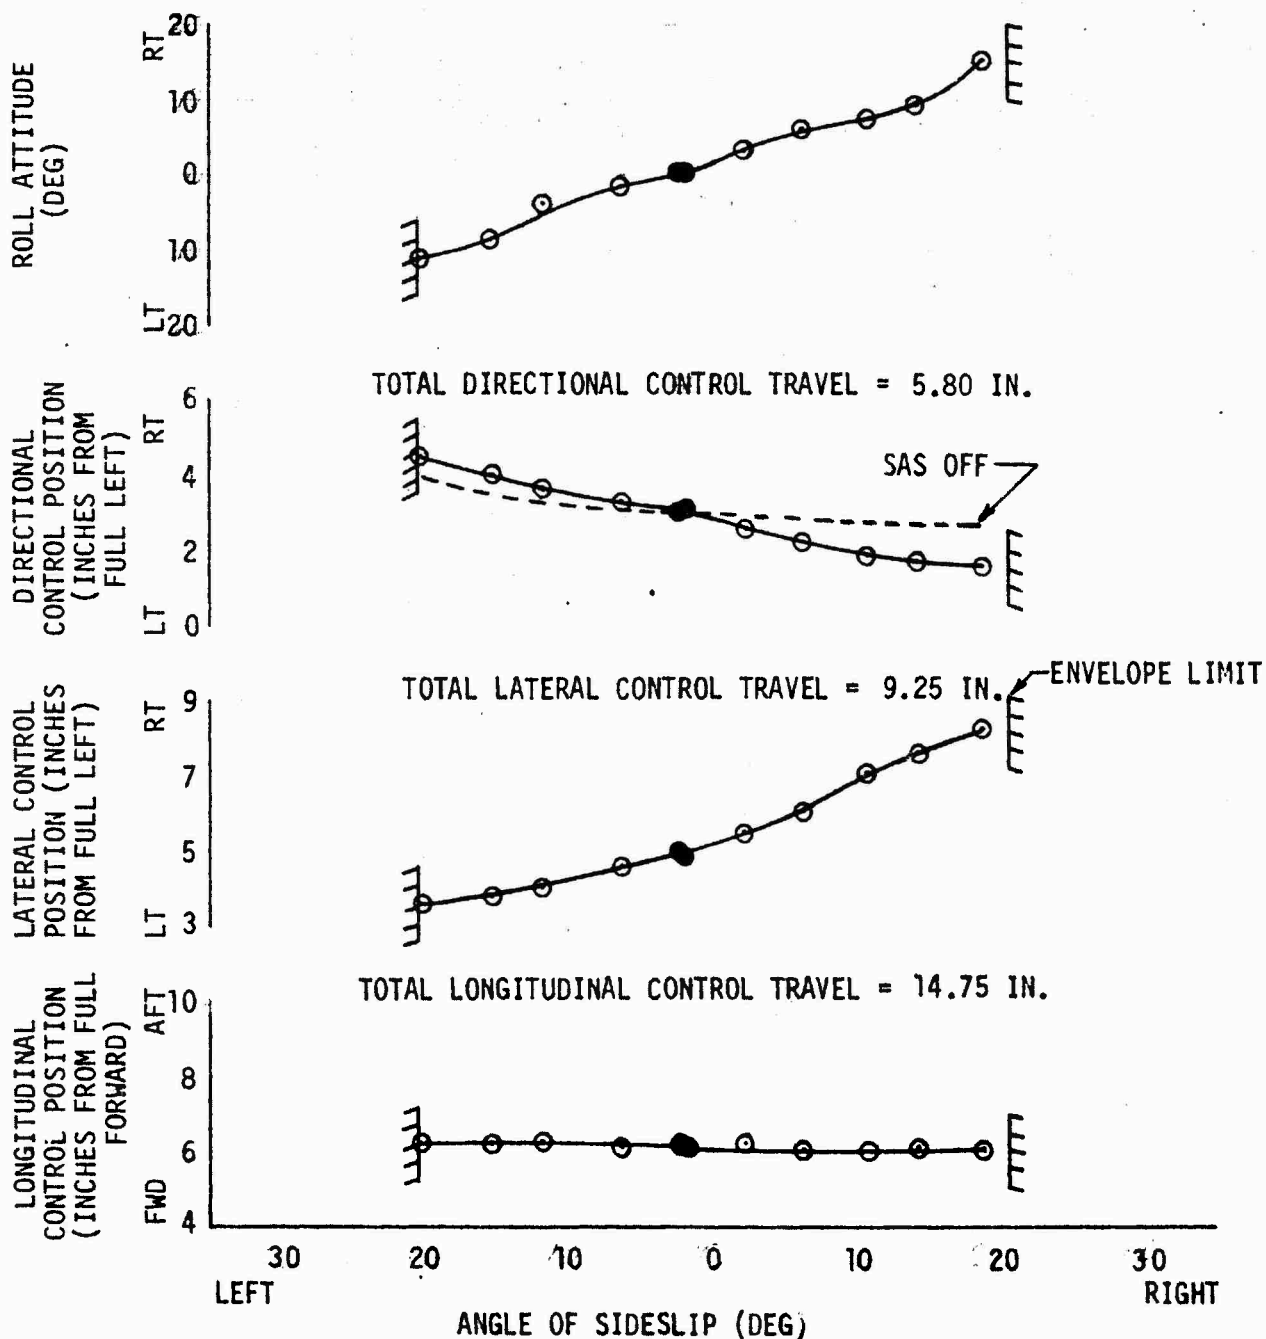 ROLL ATTITUDE
(DEG)
RT
20
10
0
10
20
LT
TOTAL DIRECTIONAL CONTROL TRAVEL = 5.80 IN.
DIRECTIONAL
CONTROL POSITION
(INCHES FROM
FULL LEFT)
RT
6
4
2
0
LT
SAS OFF
TOTAL LATERAL CONTROL TRAVEL = 9.25 IN.
ENVELOPE LIMIT
LATERAL CONTROL
POSITION (INCHES
FROM FULL LEFT)
RT
9
7
5
3
LT
TOTAL LONGITUDINAL CONTROL TRAVEL = 14.75 IN.
LONGITUDINAL
CONTROL POSITION
(INCHES FROM FULL
FORWARD)
AFT
10
8
6
4
FWD
30 20 10 0 10 20 30
LEFT RIGHT
ANGLE OF SIDESLIP (DEG)